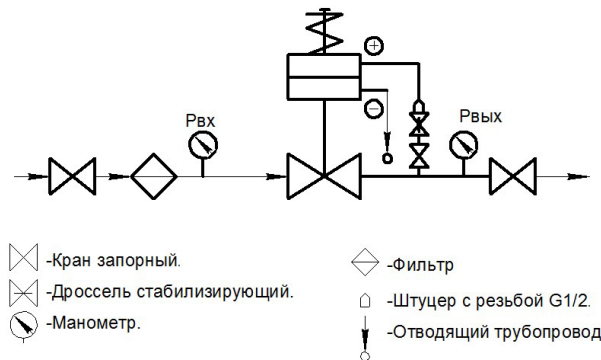 +
−
Рвх
Рвых
-Кран запорный.
-Дроссель стабилизирующий.
-Манометр.
-Фильтр
-Штуцер с резьбой G1/2.
-Отводящий трубопровод